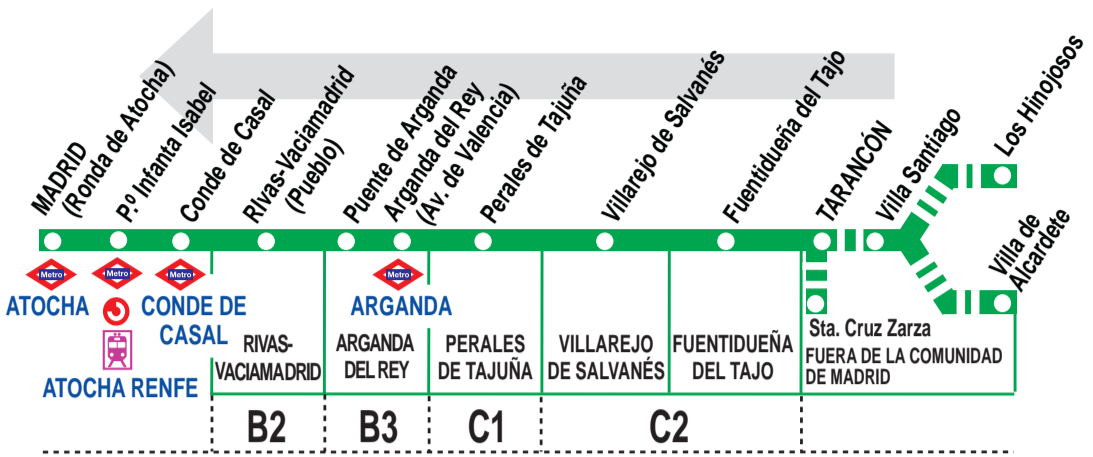 MADRID
(Ronda de Atocha)
P.º Infanta Isabel
Conde de Casal
RIvas-Vaciamadrid
(Pueblo)
Puente de Arganda
Arganda del Rey
(Av. de Valencia)
Perales de Tajuña
Villarejo de Salvanés
Fuentidueña del Tajo
TARANCÓN
Villa Santiago
Los Hinojosos
Villa de
Alcardete
Metro
Metro
Metro
Metro
ATOCHA
CONDE DE
CASAL
ATOCHA RENFE
ARGANDA
Sta. Cruz Zarza
RIVAS-
VACIAMADRID
ARGANDA
DEL REY
PERALES
DE TAJUÑA
VILLAREJO
DE SALVANÉS
FUENTIDUEÑA
DEL TAJO
FUERA DE LA COMUNIDAD
DE MADRID
B2
B3
C1
C2